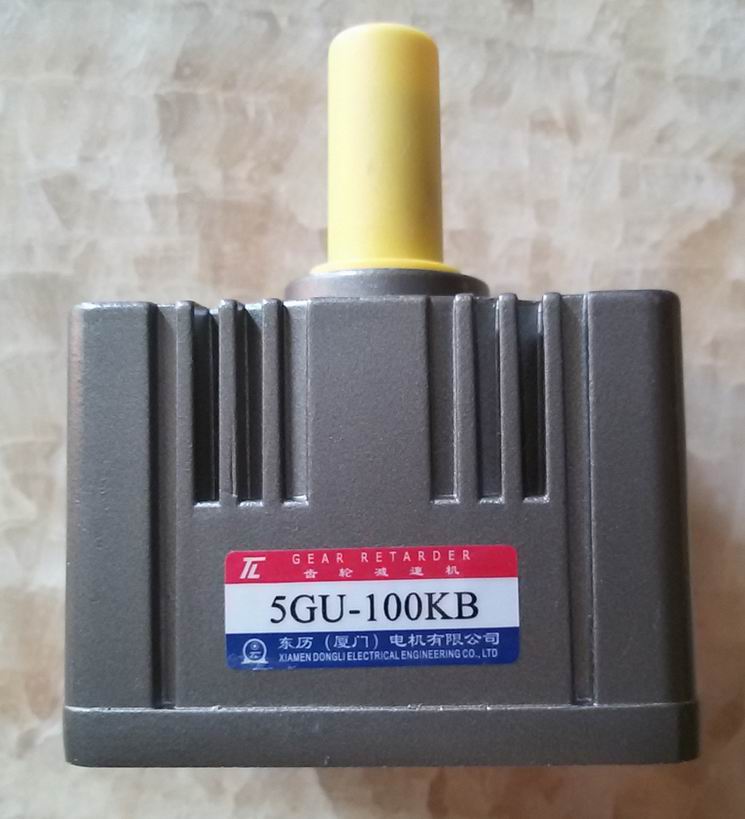 GEAR RETARDER
齿轮减速机
5GU-100KB
东历(厦门)电机有限公司
XIAMEN DONGLI ELECTRICAL ENGINEERING CO., LTD